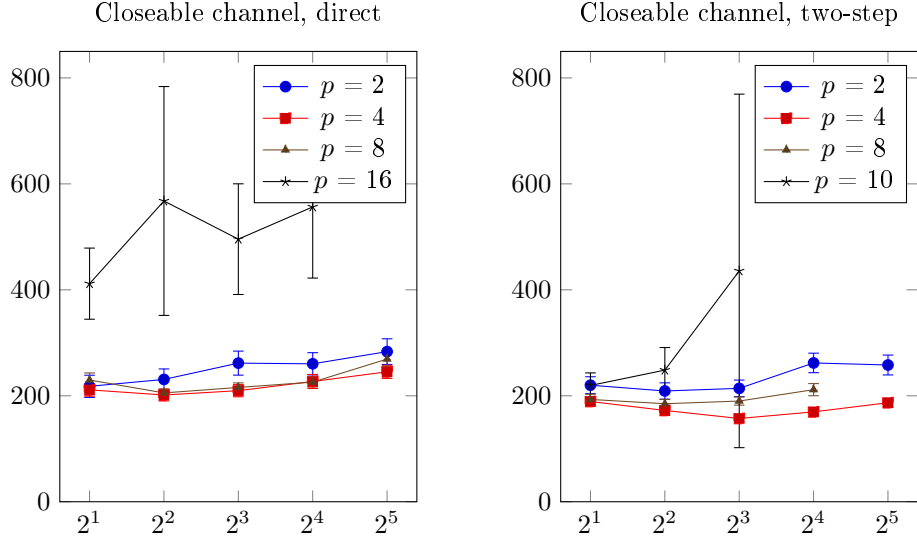 Closeable channel, direct
800
600
400
200
0
2^1 2^2 2^3 2^4 2^5
p = 2
p = 4
p = 8
p = 16
Closeable channel, two-step
800
600
400
200
0
2^1 2^2 2^3 2^4 2^5
p = 2
p = 4
p = 8
p = 10